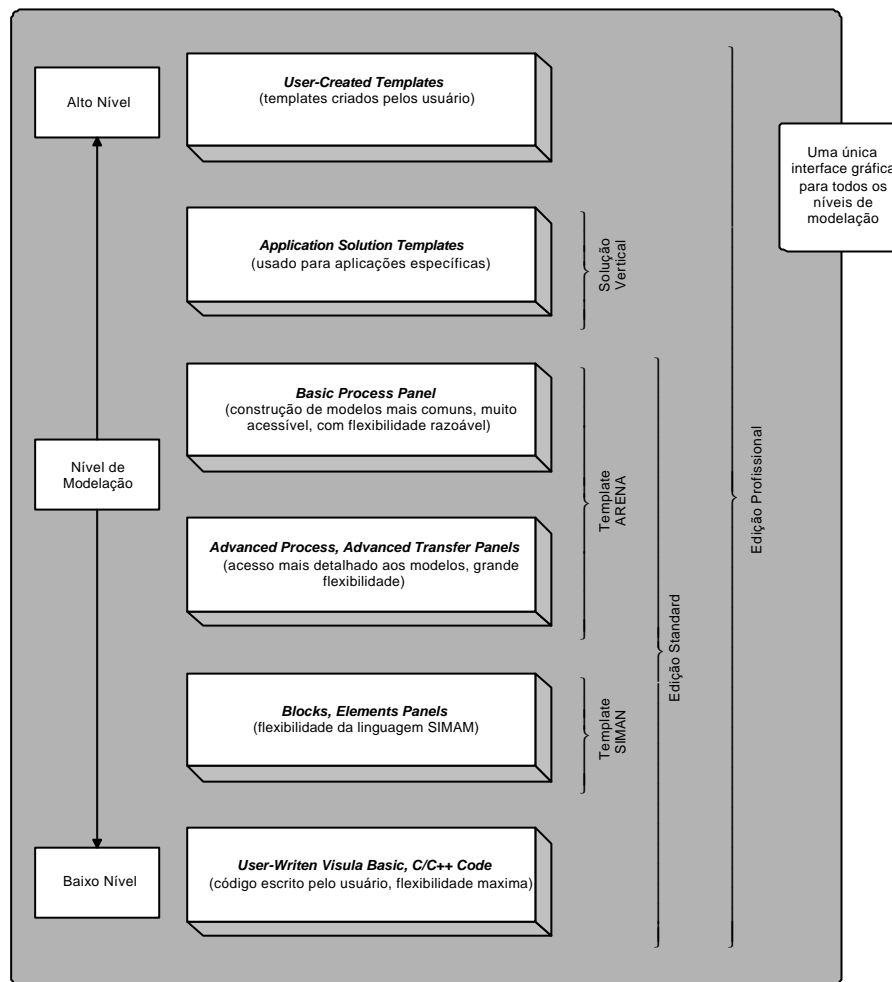 User-Created Templates
(templates criados pelos usuário)
Alto Nível
Uma única
interface gráfica
para todos os
níveis de
modelação
Application Solution Templates
(usado para aplicações específicas)
Solução
Vertical
Basic Process Panel
(construção de modelos mais comuns, muito
acessível, com flexibilidade razoável)
Nível de
Modelação
Template
ARENA
Edição Profissional
Advanced Process, Advanced Transfer Panels
(acesso mais detalhado aos modelos, grande
flexibilidade)
Edição Standard
Blocks, Elements Panels
(flexibilidade da linguagem SIMAM)
Template
SIMAN
Baixo Nível
User-Writen Visula Basic, C/C++ Code
(código escrito pelo usuário, flexibilidade maxima)